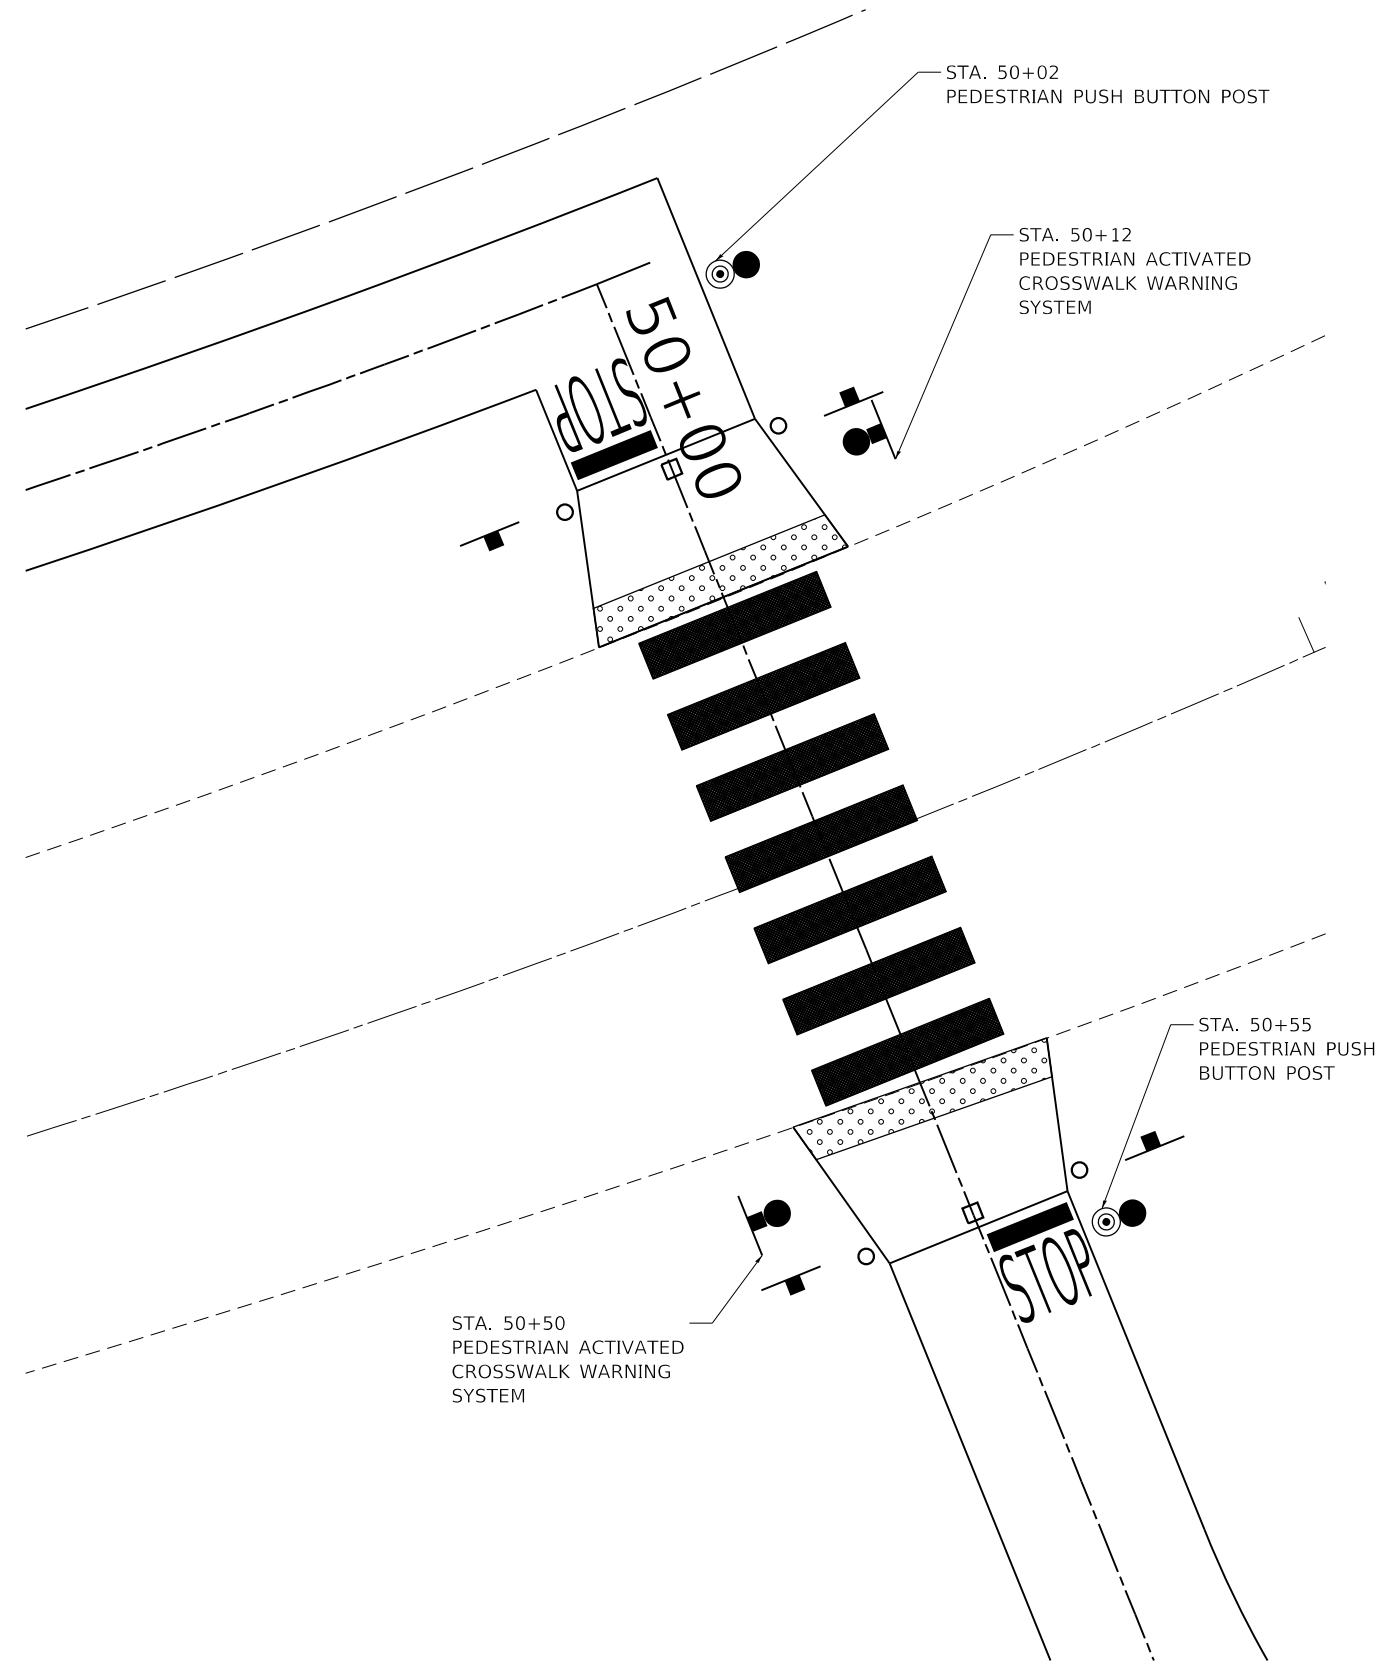 STA. 50+02
PEDESTRIAN PUSH BUTTON POST
STA. 50+12
PEDESTRIAN ACTIVATED
CROSSWALK WARNING
SYSTEM
50+00
STOP
STA. 50+55
PEDESTRIAN PUSH
BUTTON POST
STOP
STA. 50+50
PEDESTRIAN ACTIVATED
CROSSWALK WARNING
SYSTEM